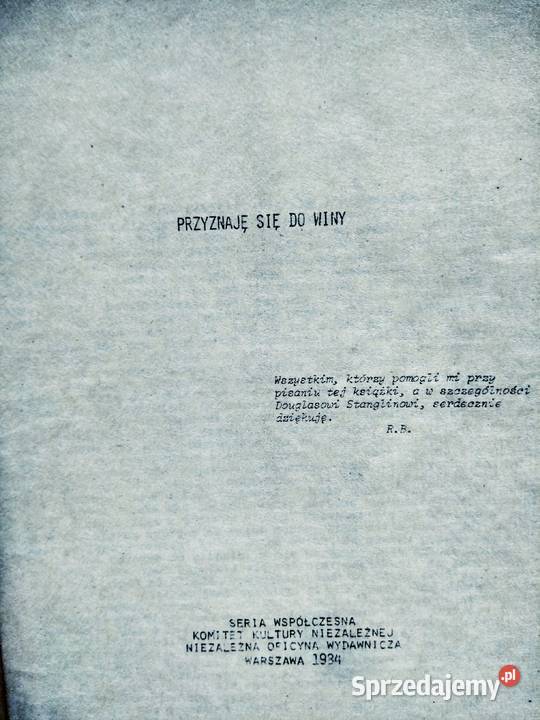 PRZYZNAJĘ SIĘ DO WINY
Wszystkim, którzy pomogli mi przy
pisaniu tej książki, a w szczególności
Douglasowi Stanglinowi, serdecznie
dziękuję.
R.B.
SERIA WSPÓŁCZESNA
KOMITET KULTURY NIEZALEŻNEJ
NIEZALEŻNA OFICYNA WYDAWNICZA
WARSZAWA 1984
Sprzedajemy.pl